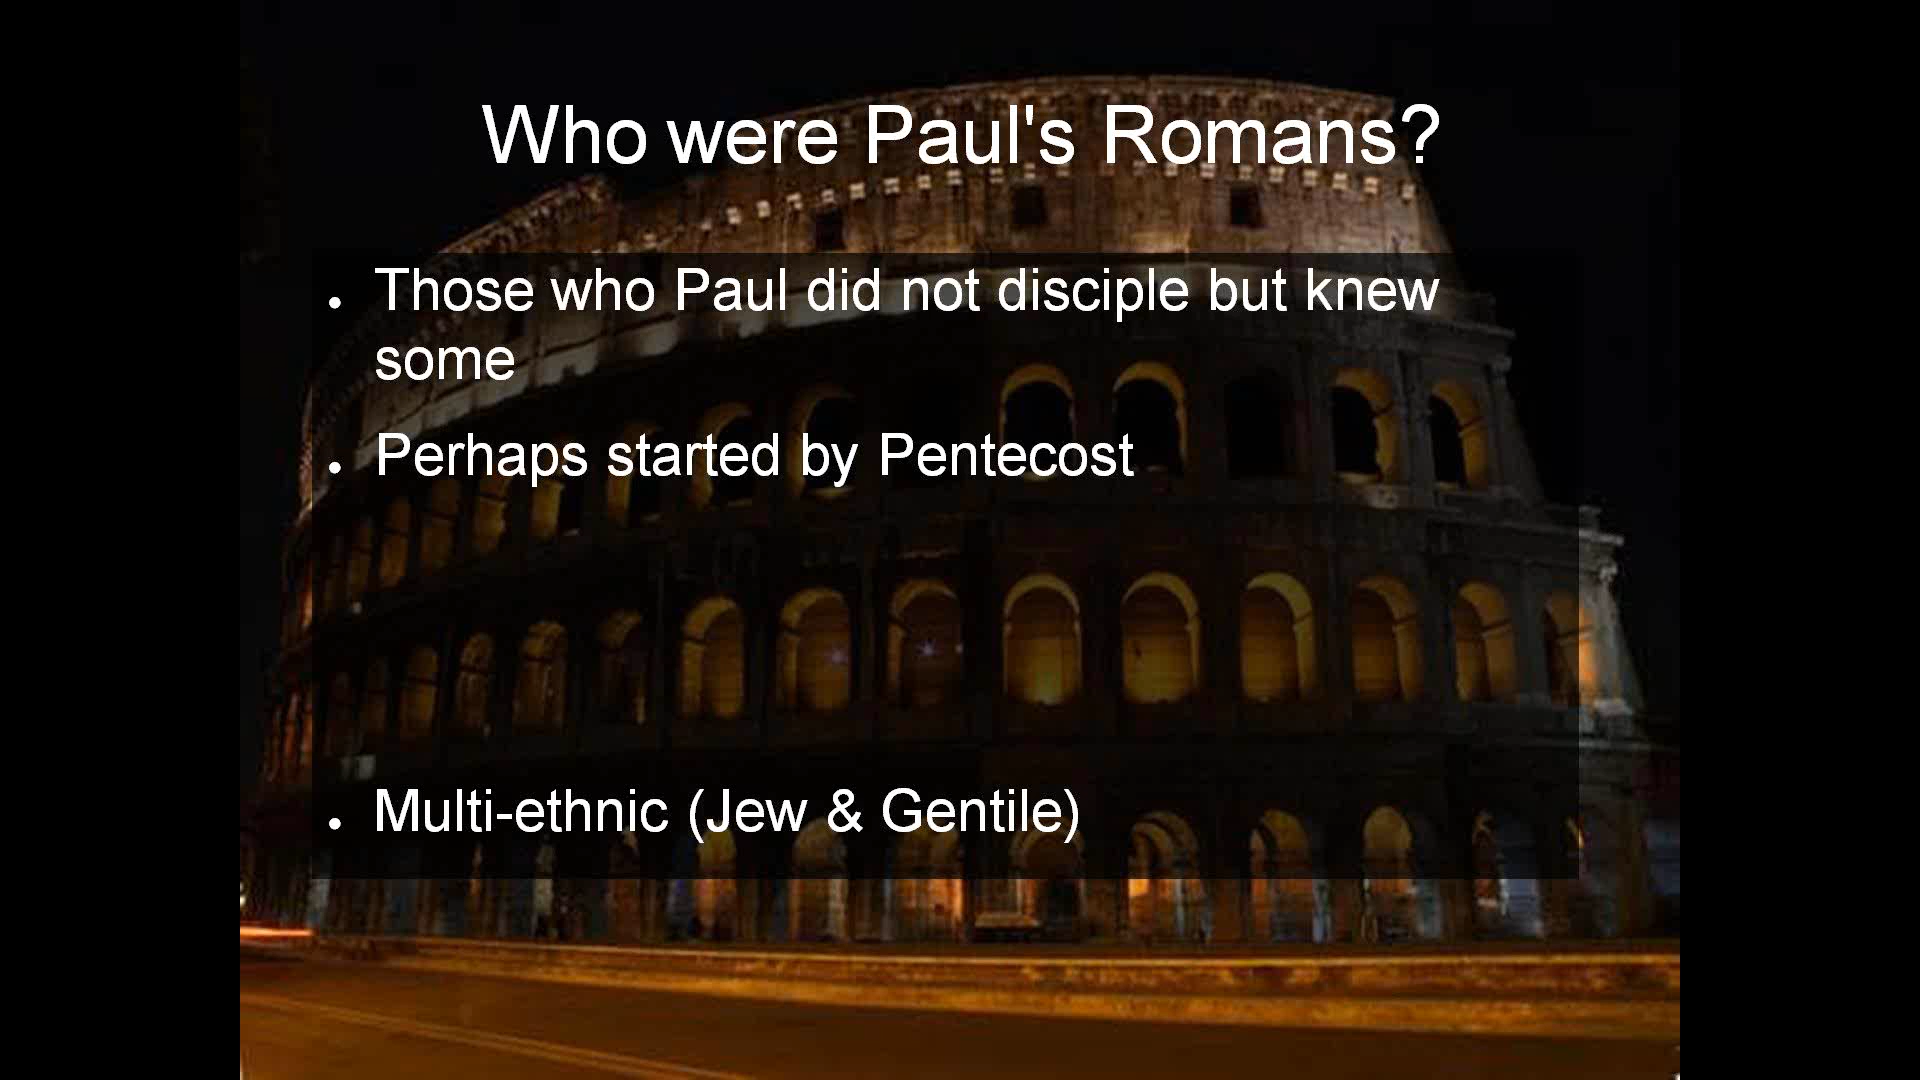 Who were Paul's Romans?
● Those who Paul did not disciple but knew
some
● Perhaps started by Pentecost
● Multi-ethnic (Jew & Gentile)